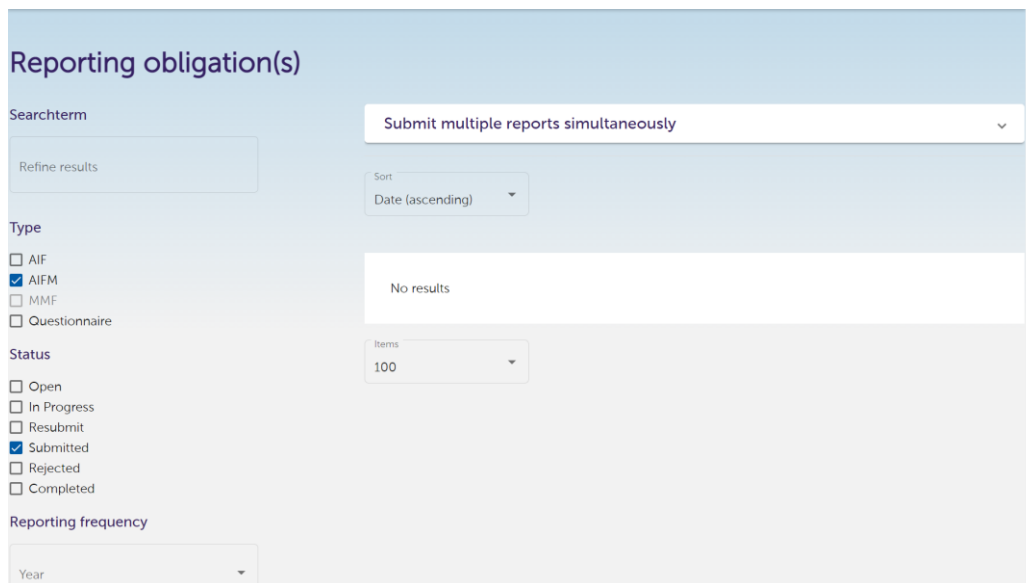 Reporting obligation(s)
Searchterm
Refine results
Type
AIF
AIFM
MMF
Questionnaire
Status
Open
In Progress
Resubmit
Submitted
Rejected
Completed
Reporting frequency
Year
Submit multiple reports simultaneously
Sort
Date (ascending)
No results
Items
100